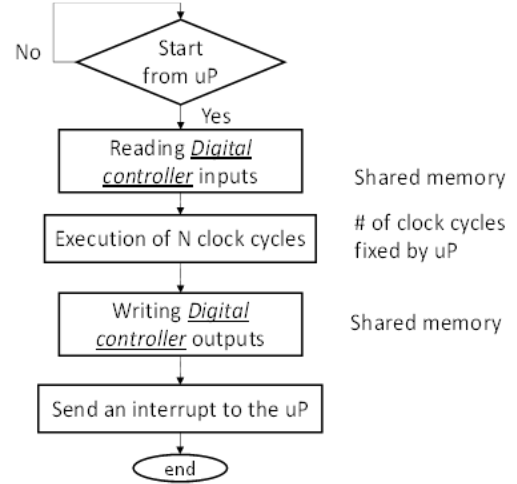 No
Start
from uP
Yes
Reading Digital
controller inputs
Shared memory
Execution of N clock cycles
# of clock cycles
fixed by uP
Writing Digital
controller outputs
Shared memory
Send an interrupt to the uP
end